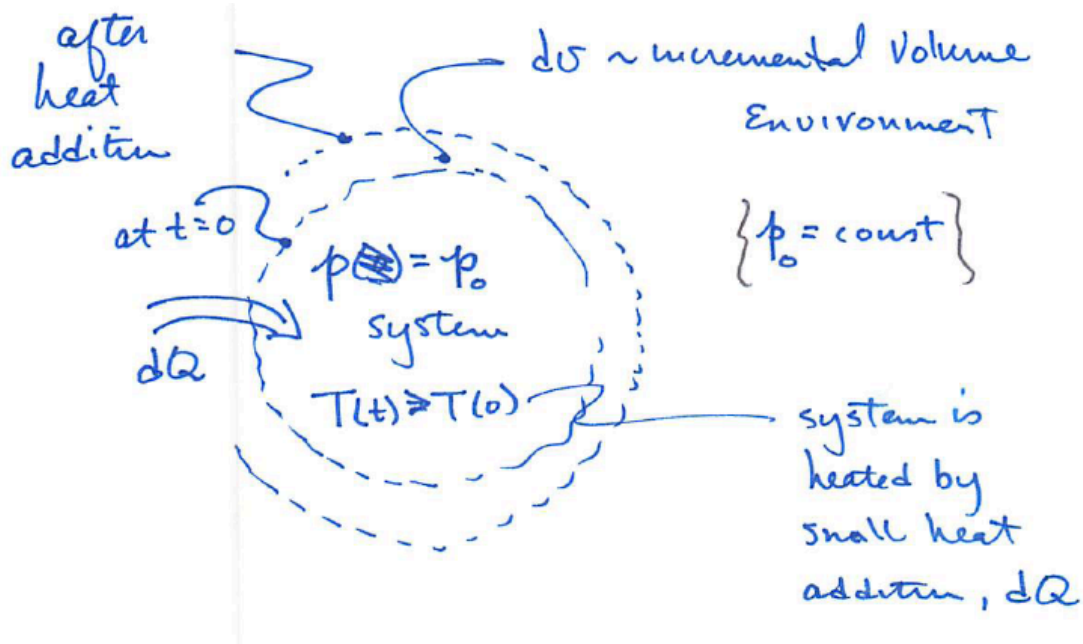 after
heat
addition
dv ~ incremental Volume
Environment
at t=0
{p₀ = const}
p = p₀
system
dQ
T(t) ≥ T(0)
system is
heated by
small heat
addition, dQ